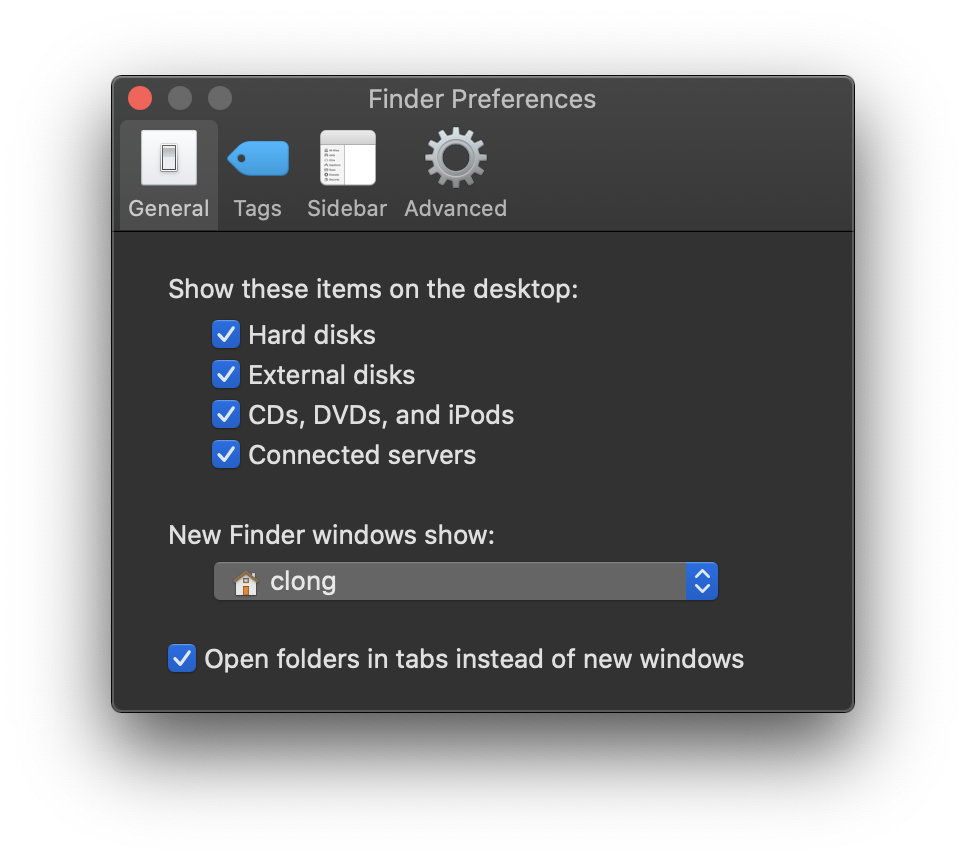 Finder Preferences
General Tags Sidebar Advanced
Show these items on the desktop:
Hard disks
External disks
CDs, DVDs, and iPods
Connected servers
New Finder windows show:
clong
Open folders in tabs instead of new windows